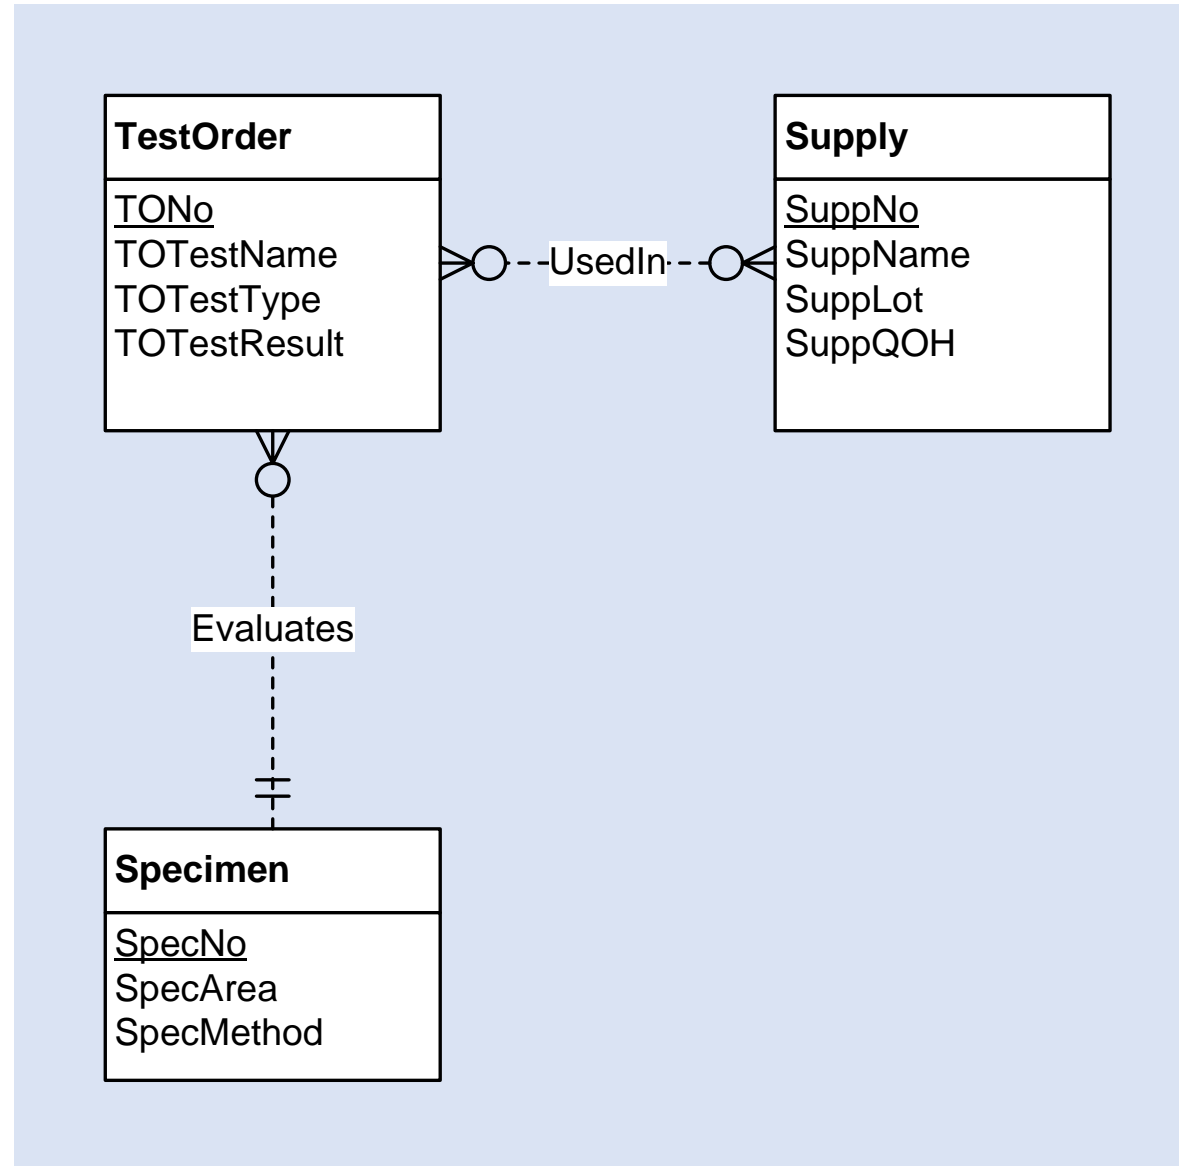 TestOrder
TONo
TOTestName
TOTestType
TOTestResult
UsedIn
Supply
SuppNo
SuppName
SuppLot
SuppQOH
Evaluates
Specimen
SpecNo
SpecArea
SpecMethod